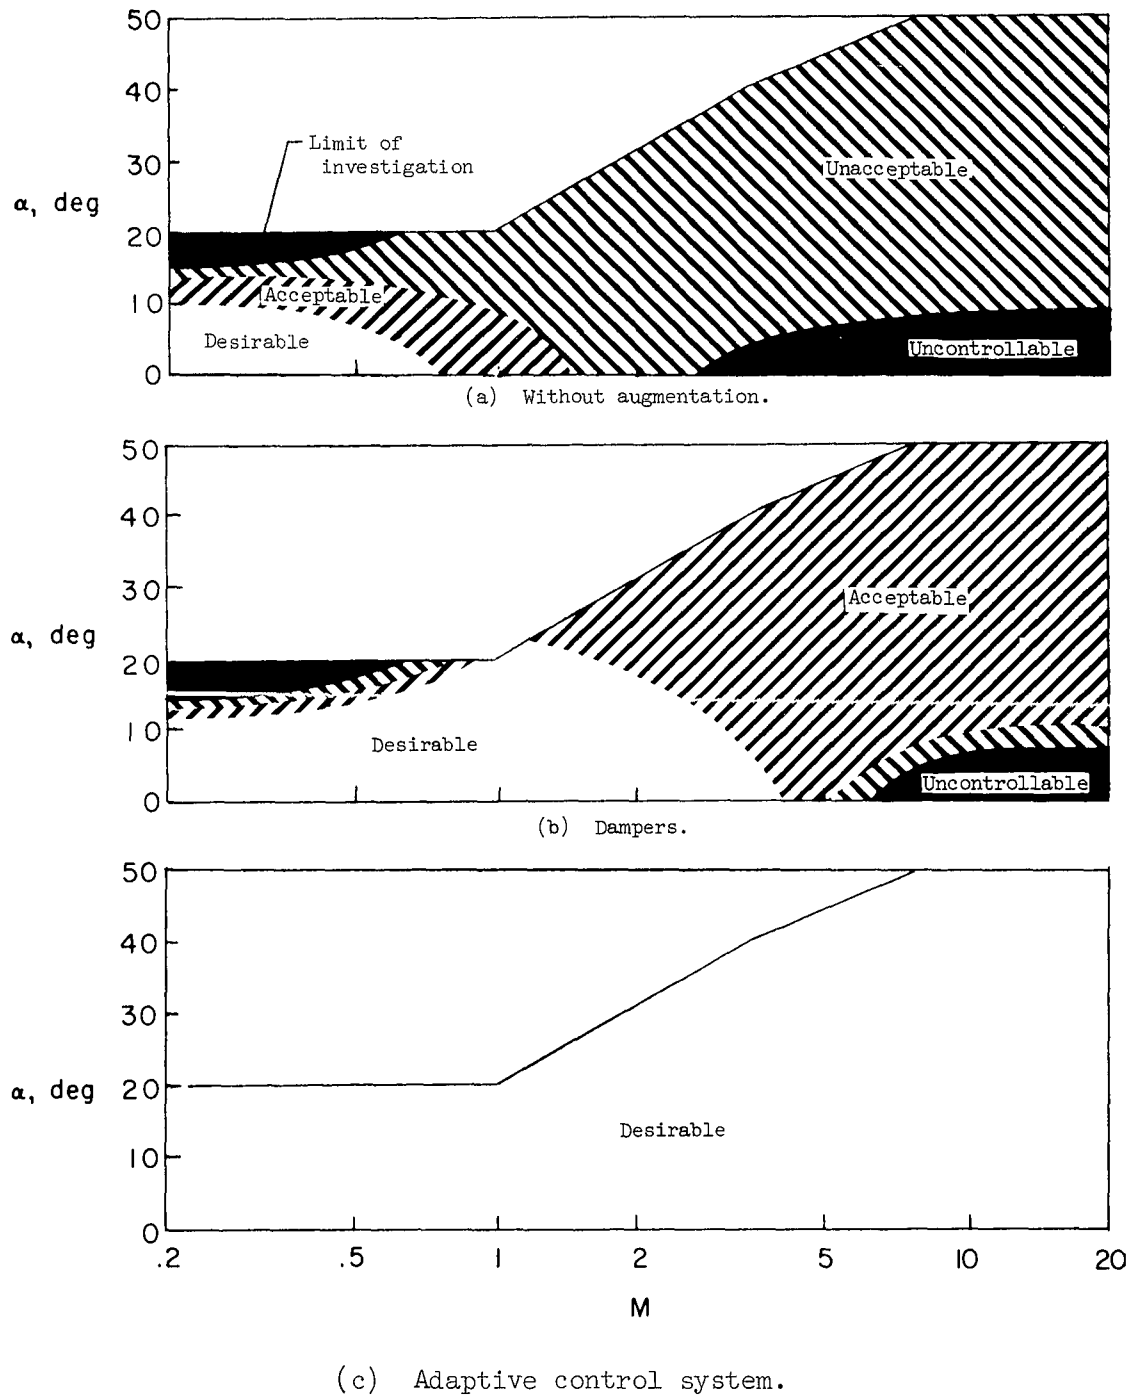 50
40
30
20
10
0
α, deg
Limit of
investigation
Unacceptable
Acceptable
Desirable
Uncontrollable
(a) Without augmentation.
50
40
30
20
10
0
α, deg
Acceptable
Desirable
Uncontrollable
(b) Dampers.
50
40
30
20
10
0
α, deg
Desirable
.2 .5 1 2 5 10 20
M
(c) Adaptive control system.